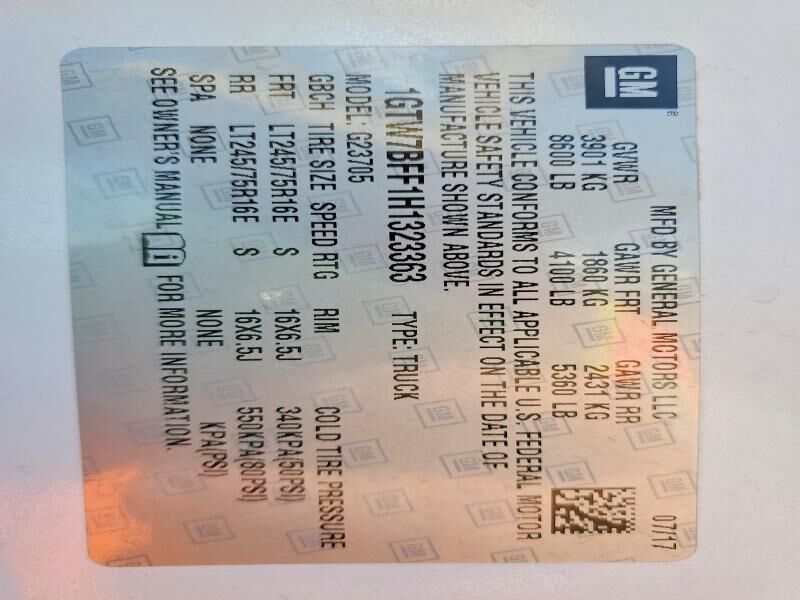 GM
®
MFD BY GENERAL MOTORS LLC 07/17
GVWR GAWR FRT GAWR RR
3901 KG 1860 KG 2431 KG
8600 LB 4100 LB 5360 LB
THIS VEHICLE CONFORMS TO ALL APPLICABLE U.S. FEDERAL MOTOR
VEHICLE SAFETY STANDARDS IN EFFECT ON THE DATE OF
MANUFACTURE SHOWN ABOVE.
1GTW7BFF1H1323363 TYPE: TRUCK
MODEL: G23705
GBCH TIRE SIZE SPEED RTG RIM COLD TIRE PRESSURE
FRT LT245/75R16E S 16X6.5J 340KPA(50PSI)
RR LT245/75R16E S 16X6.5J 550KPA(80PSI)
SPA NONE NONE KPA(PSI)
SEE OWNER'S MANUAL i FOR MORE INFORMATION.